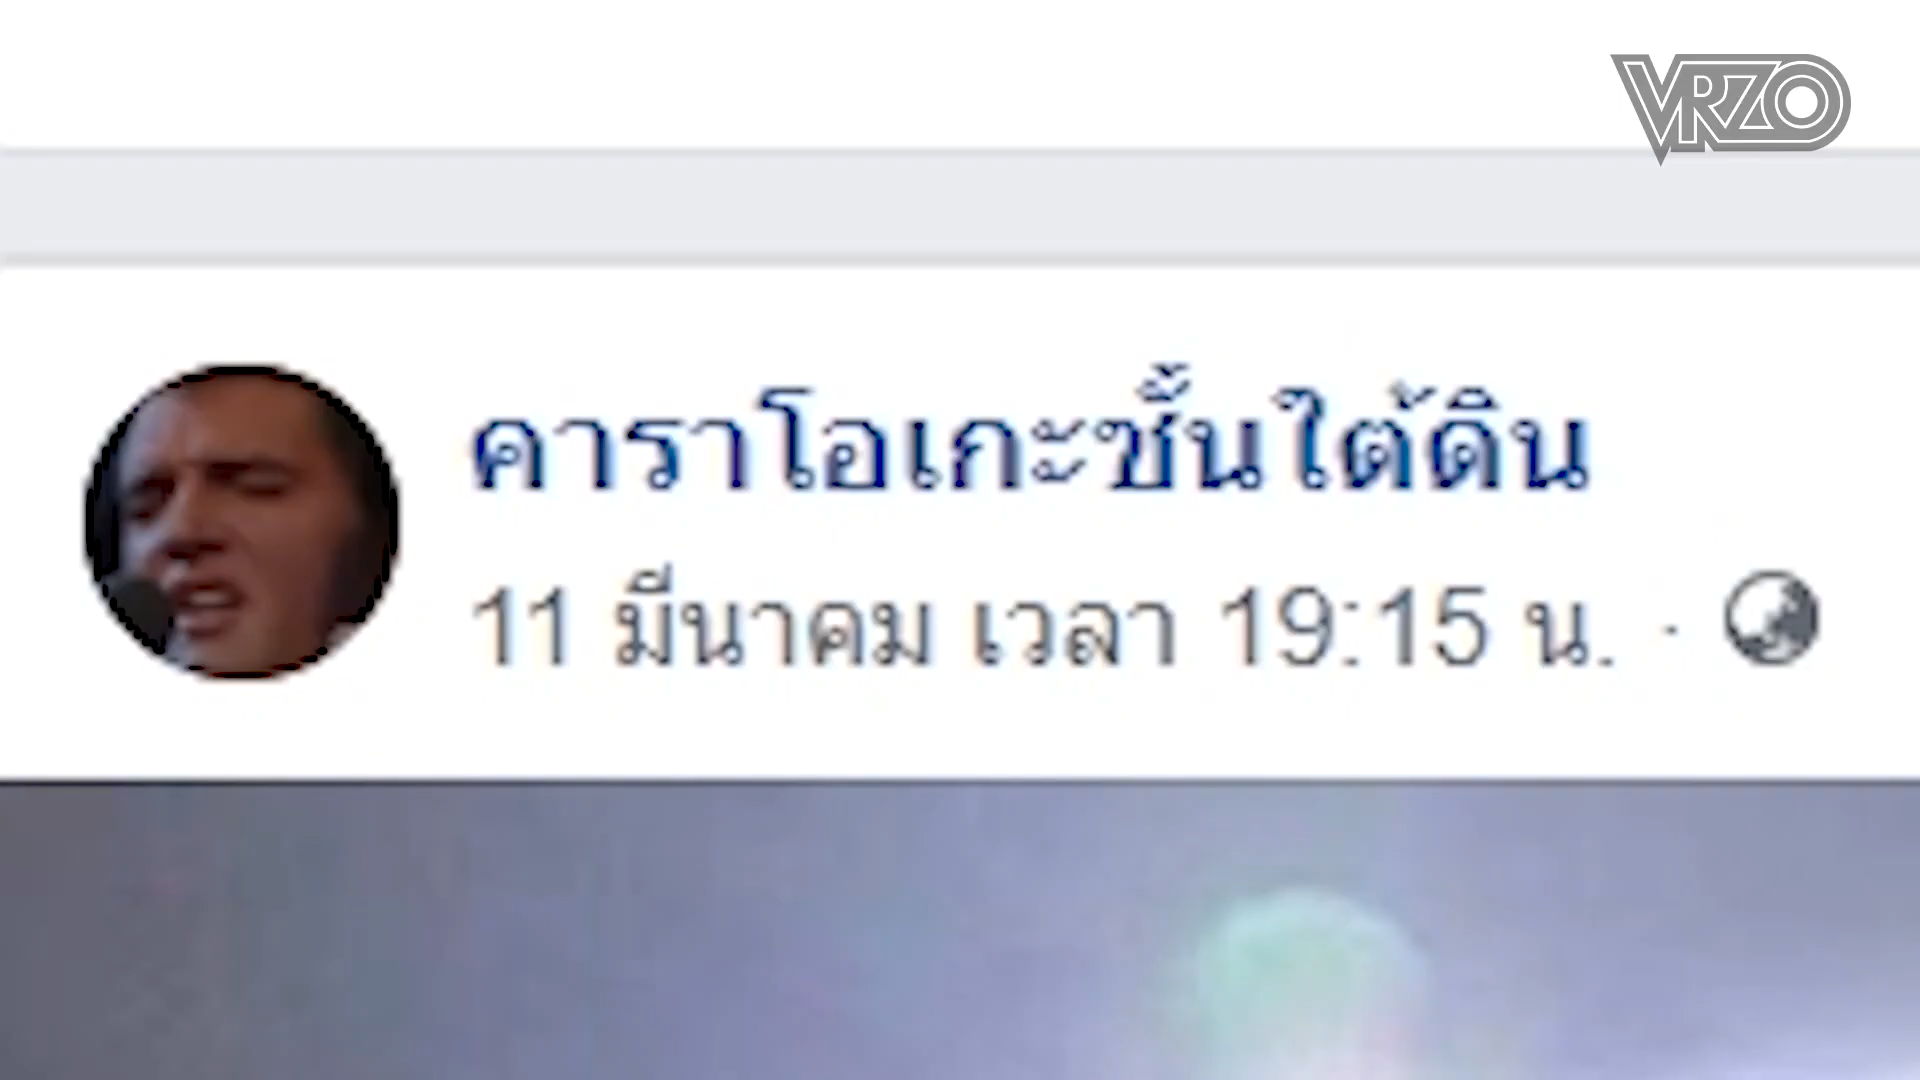 VRZO
คาราโอเกะชั้นใต้ดิน
11 มีนาคม เวลา 19:15 น. ·